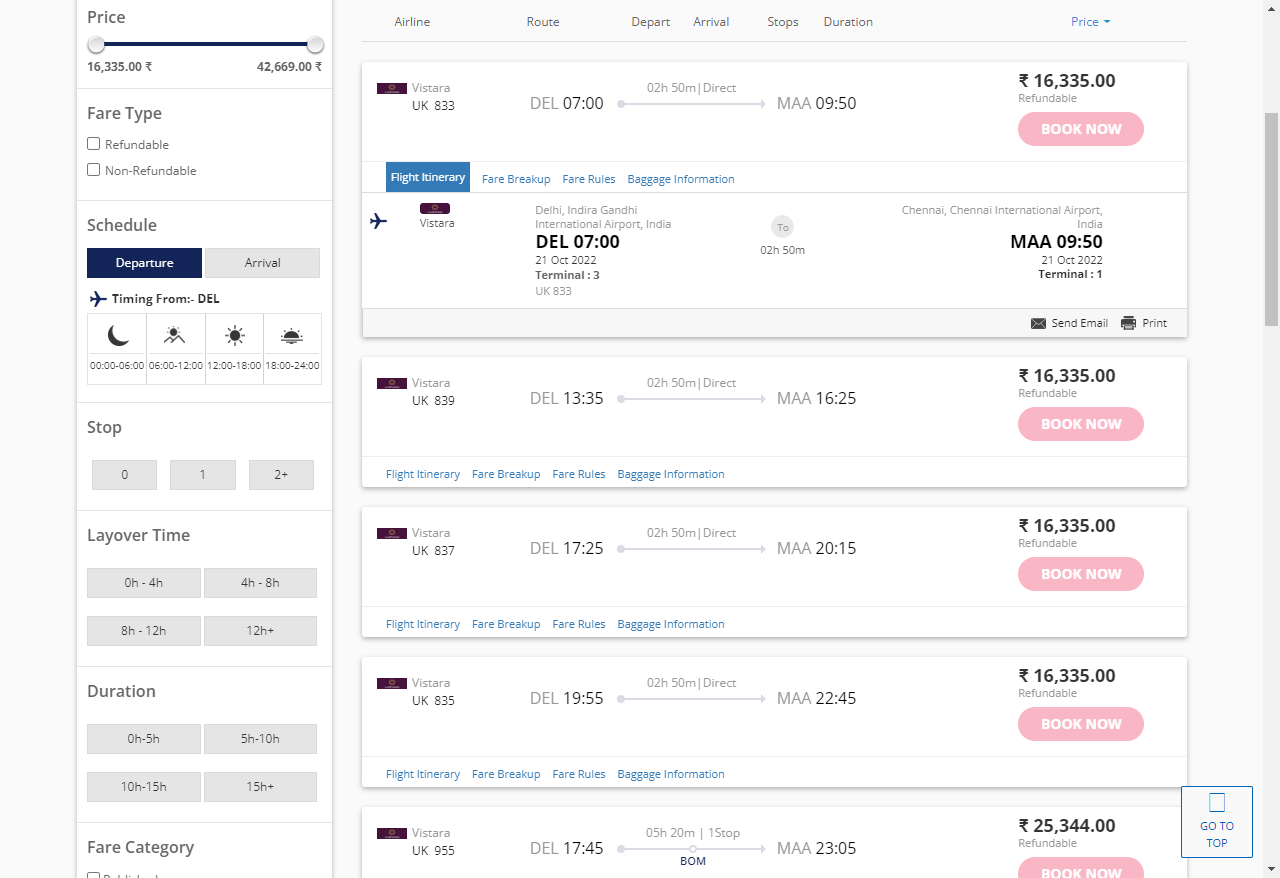 Price
16,335.00 ₹ 42,669.00 ₹
Fare Type
Refundable
Non-Refundable
Schedule
Departure Arrival
Timing From:- DEL
00:00-06:00 06:00-12:00 12:00-18:00 18:00-24:00
Stop
0 1 2+
Layover Time
0h - 4h 4h - 8h
8h - 12h 12h+
Duration
0h-5h 5h-10h
10h-15h 15h+
Fare Category
Airline Route Depart Arrival Stops Duration Price
Vistara
UK 833
DEL 07:00
02h 50m|Direct
MAA 09:50
₹ 16,335.00
Refundable
BOOK NOW
Flight Itinerary Fare Breakup Fare Rules Baggage Information
Vistara
Delhi, Indira Gandhi
International Airport, India
DEL 07:00
21 Oct 2022
Terminal : 3
UK 833
To
02h 50m
Chennai, Chennai International Airport,
India
MAA 09:50
21 Oct 2022
Terminal : 1
Send Email Print
Vistara
UK 839
DEL 13:35
02h 50m|Direct
MAA 16:25
₹ 16,335.00
Refundable
BOOK NOW
Flight Itinerary Fare Breakup Fare Rules Baggage Information
Vistara
UK 837
DEL 17:25
02h 50m|Direct
MAA 20:15
₹ 16,335.00
Refundable
BOOK NOW
Flight Itinerary Fare Breakup Fare Rules Baggage Information
Vistara
UK 835
DEL 19:55
02h 50m|Direct
MAA 22:45
₹ 16,335.00
Refundable
BOOK NOW
Flight Itinerary Fare Breakup Fare Rules Baggage Information
Vistara
UK 955
DEL 17:45
05h 20m | 1Stop
BOM
MAA 23:05
₹ 25,344.00
Refundable
BOOK NOW
GO TO
TOP